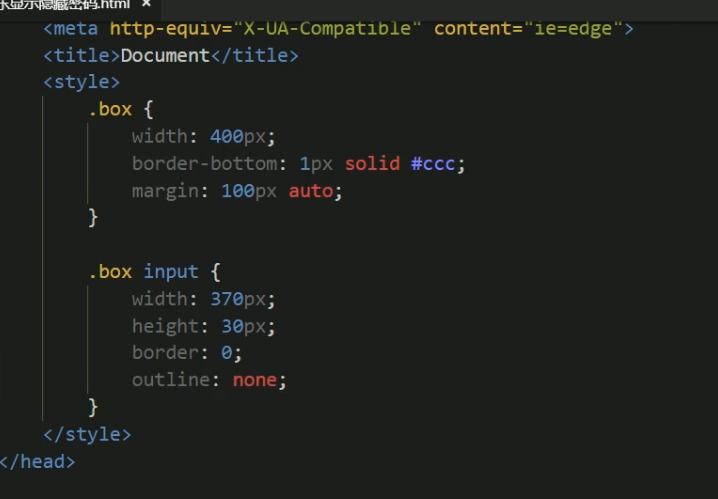 示隐藏密码.html ×
<meta http-equiv="X-UA-Compatible" content="ie=edge">
<title>Document</title>
<style>
.box {
width: 400px;
border-bottom: 1px solid #ccc;
margin: 100px auto;
}
.box input {
width: 370px;
height: 30px;
border: 0;
outline: none;
}
</style>
</head>